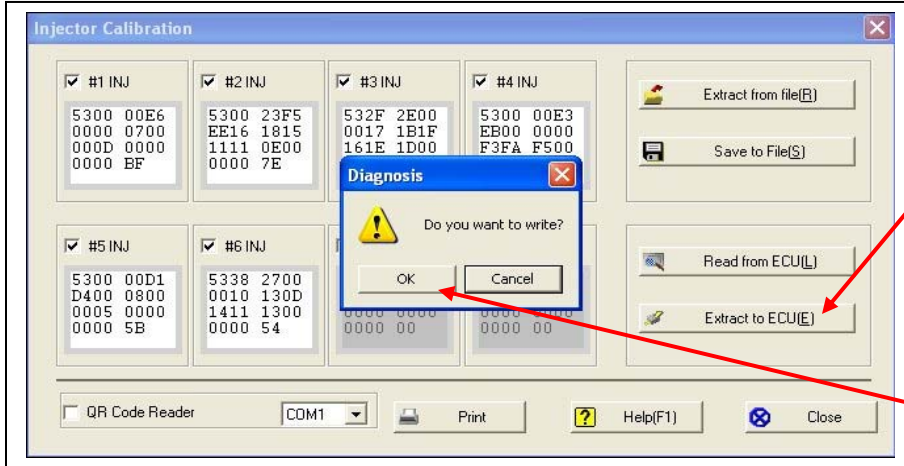 Injector Calibration
#1 INJ
5300 00E6
0000 0700
000D 0000
0000 BF
#2 INJ
5300 23F5
EE16 1815
1111 0E00
0000 7E
#3 INJ
532F 2E00
0017 1B1F
161E 1D00
#4 INJ
5300 00E3
EB00 0000
F3FA F500
Extract from file(R)
Save to File(S)
Diagnosis
Do you want to write?
OK
Cancel
#5 INJ
5300 00D1
D400 0800
0005 0000
0000 5B
#6 INJ
5338 2700
0010 130D
1411 1300
0000 54
0000 0000
0000 00
0000 0000
0000 00
Read from ECU(L)
Extract to ECU(E)
QR Code Reader
COM1
Print
Help(F1)
Close